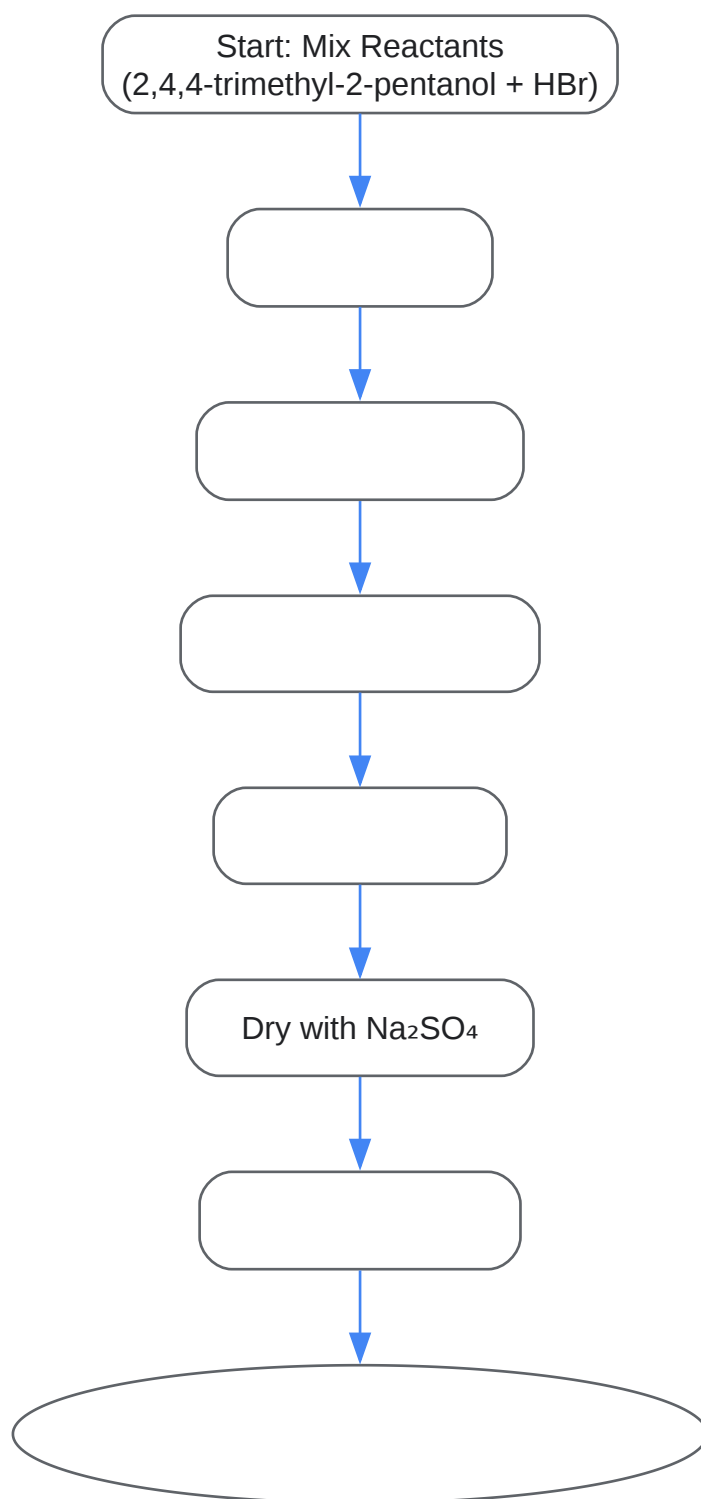 Start: Mix Reactants
(2,4,4-trimethyl-2-pentanol + HBr)
Dry with Na₂SO₄